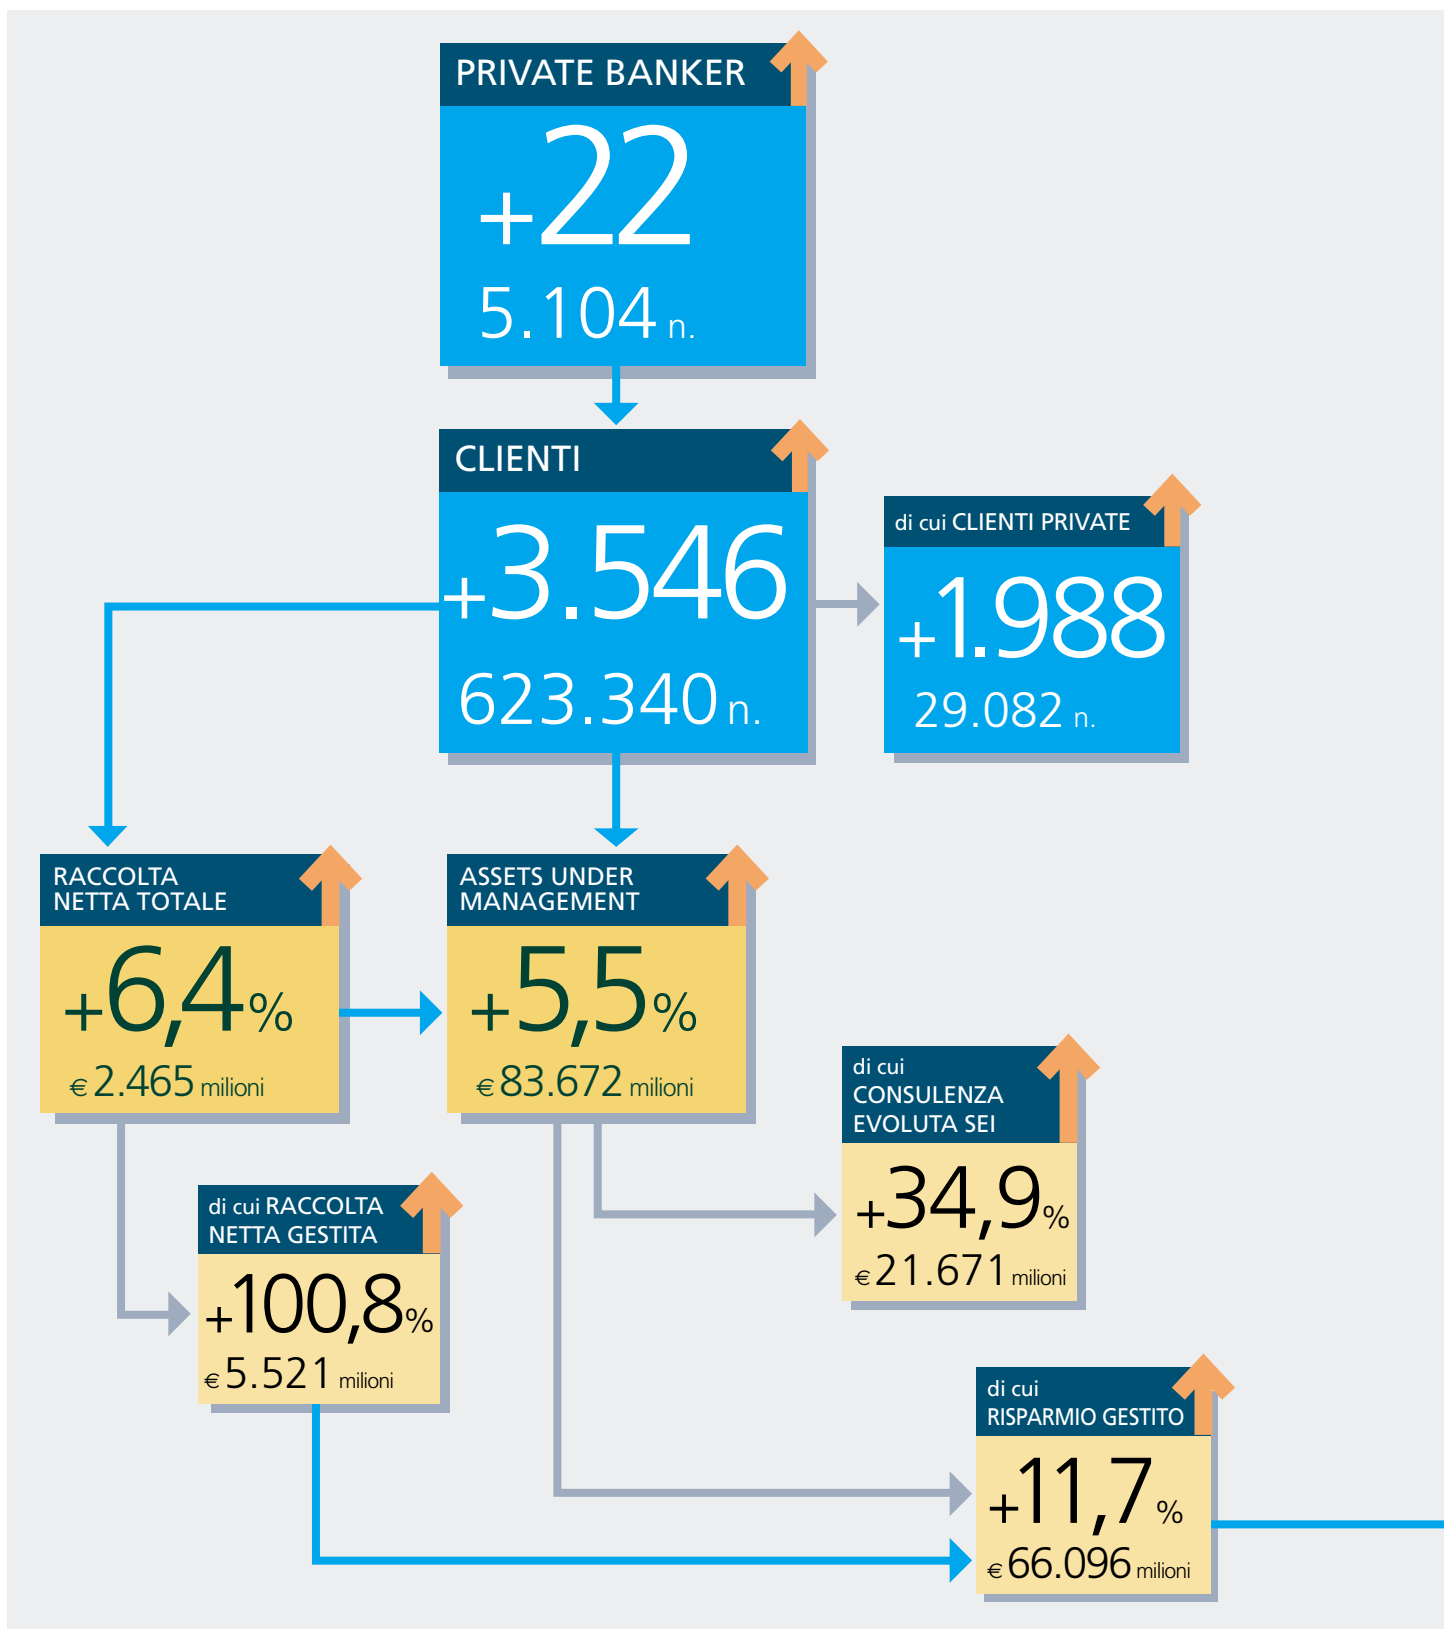 PRIVATE BANKER
+22
5.104 n.
CLIENTI
+3.546
623.340 n.
di cui CLIENTI PRIVATE
+1.988
29.082 n.
RACCOLTA
NETTA TOTALE
+6,4%
€ 2.465 milioni
ASSETS UNDER
MANAGEMENT
+5,5%
€ 83.672 milioni
di cui
CONSULENZA
EVOLUTA SEI
+34,9%
€ 21.671 milioni
di cui RACCOLTA
NETTA GESTITA
+100,8%
€ 5.521 milioni
di cui
RISPARMIO GESTITO
+11,7%
€ 66.096 milioni